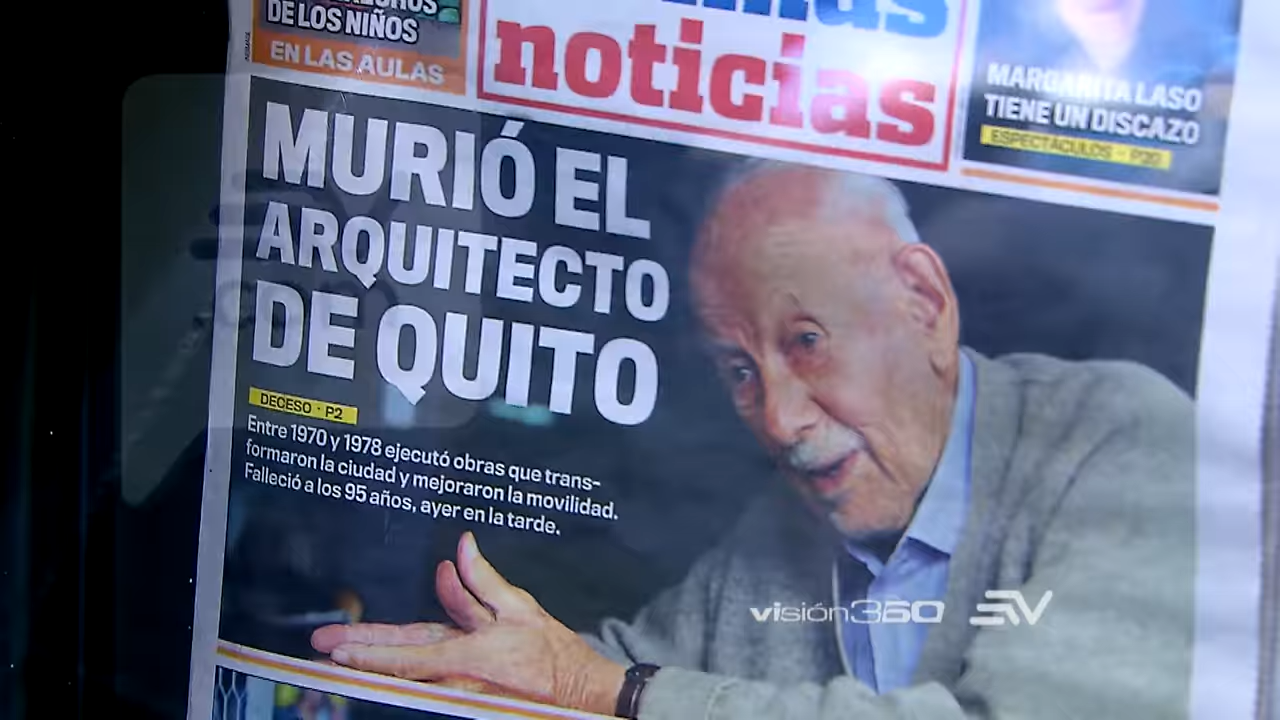 DE LOS NIÑOS
EN LAS AULAS
noticias
MARGARITA LASO
TIENE UN DISCAZO
ESPECTÁCULOS - P20
MURIÓ EL
ARQUITECTO
DE QUITO
DECESO · P2
Entre 1970 y 1978 ejecutó obras que trans-
formaron la ciudad y mejoraron la movilidad.
Falleció a los 95 años, ayer en la tarde.
visión360 EV